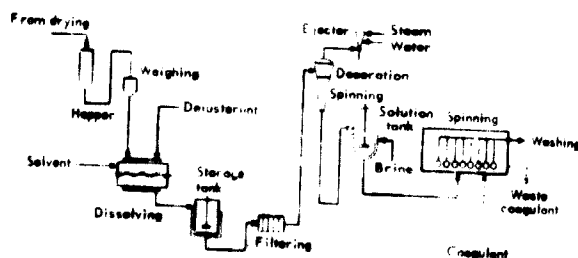 From drying
Ejector
Steam
Water
Weighing
Deaeration
Hopper
Delusterant
Spinning
Solution
tank
Spinning
Washing
Solvent
Storage
tank
Brine
Waste
coagulant
Dissolving
Filtering
Coagulant